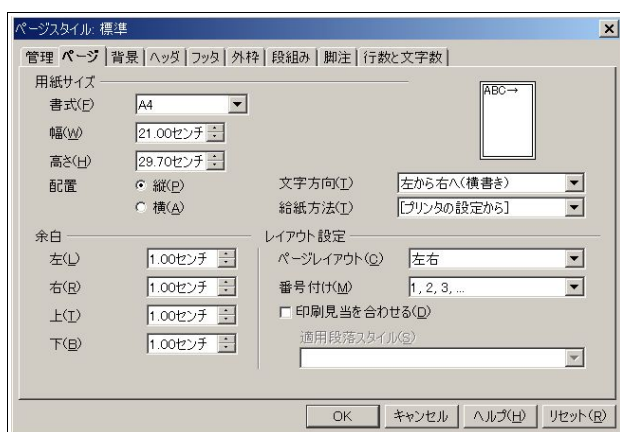 ページスタイル: 標準
管理 ページ 背景 ヘッダ フッタ 外枠 段組み 脚注 行数と文字数
用紙サイズ
書式(F) A4
幅(W) 21.00センチ
高さ(H) 29.70センチ
配置 縦(P)
横(A)
ABC→
文字方向(T) 左から右へ(横書き)
給紙方法(T) [プリンタの設定から]
余白
左(L) 1.00センチ
右(R) 1.00センチ
上(T) 1.00センチ
下(B) 1.00センチ
レイアウト設定
ページレイアウト(C) 左右
番号付け(M) 1, 2, 3, ...
印刷見当を合わせる(D)
適用段落スタイル(S)
OK キャンセル ヘルプ(H) リセット(R)